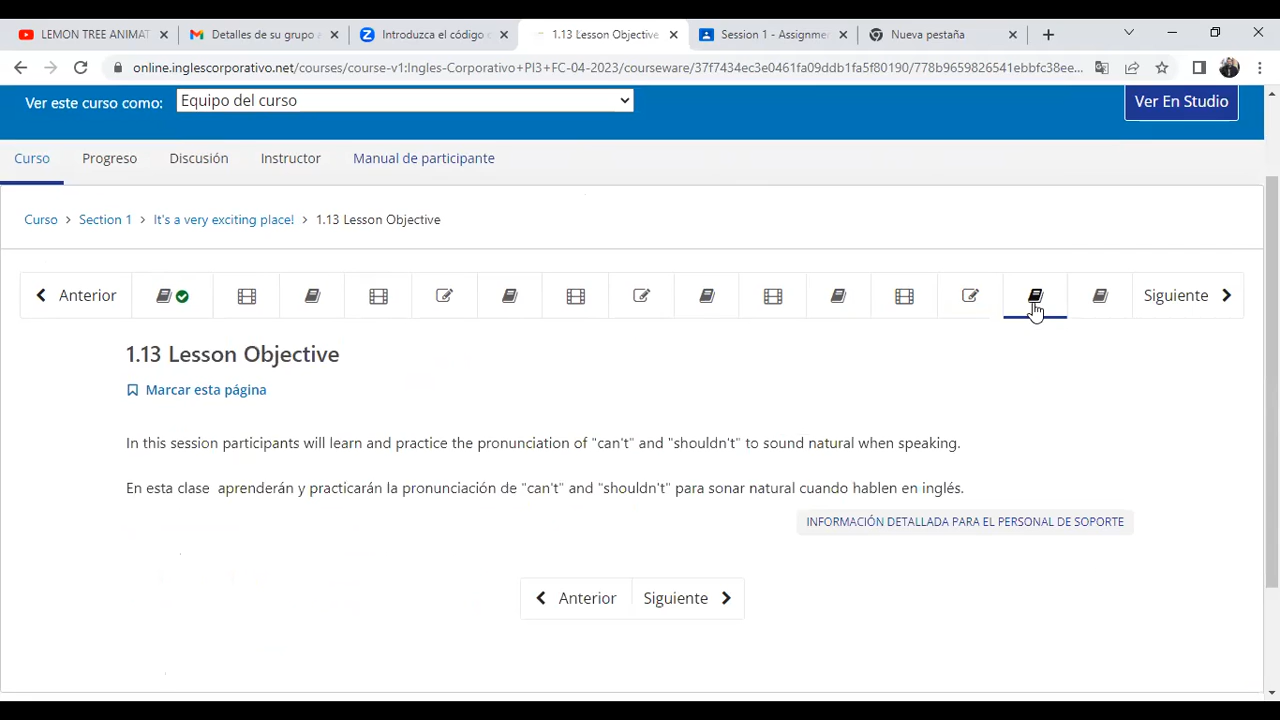 LEMON TREE ANIMAT
Detalles de su grupo
Introduzca el código
1.13 Lesson Objective
Session 1 - Assignme
Nueva pestaña
online.inglescorporativo.net/courses/course-v1:Ingles-Corporativo+PI3+FC-04-2023/courseware/37f7434ec3e0461fa09ddb1fa5f80190/778b9659826541ebbfc38ee...
Ver este curso como:
Equipo del curso
Ver En Studio
Curso
Progreso
Discusión
Instructor
Manual de participante
Curso > Section 1 > It's a very exciting place! > 1.13 Lesson Objective
Anterior
Siguiente
1.13 Lesson Objective
Marcar esta página
In this session participants will learn and practice the pronunciation of "can't" and "shouldn't" to sound natural when speaking.
En esta clase aprenderán y practicarán la pronunciación de "can't" and "shouldn't" para sonar natural cuando hablen en inglés.
INFORMACIÓN DETALLADA PARA EL PERSONAL DE SOPORTE
Anterior
Siguiente